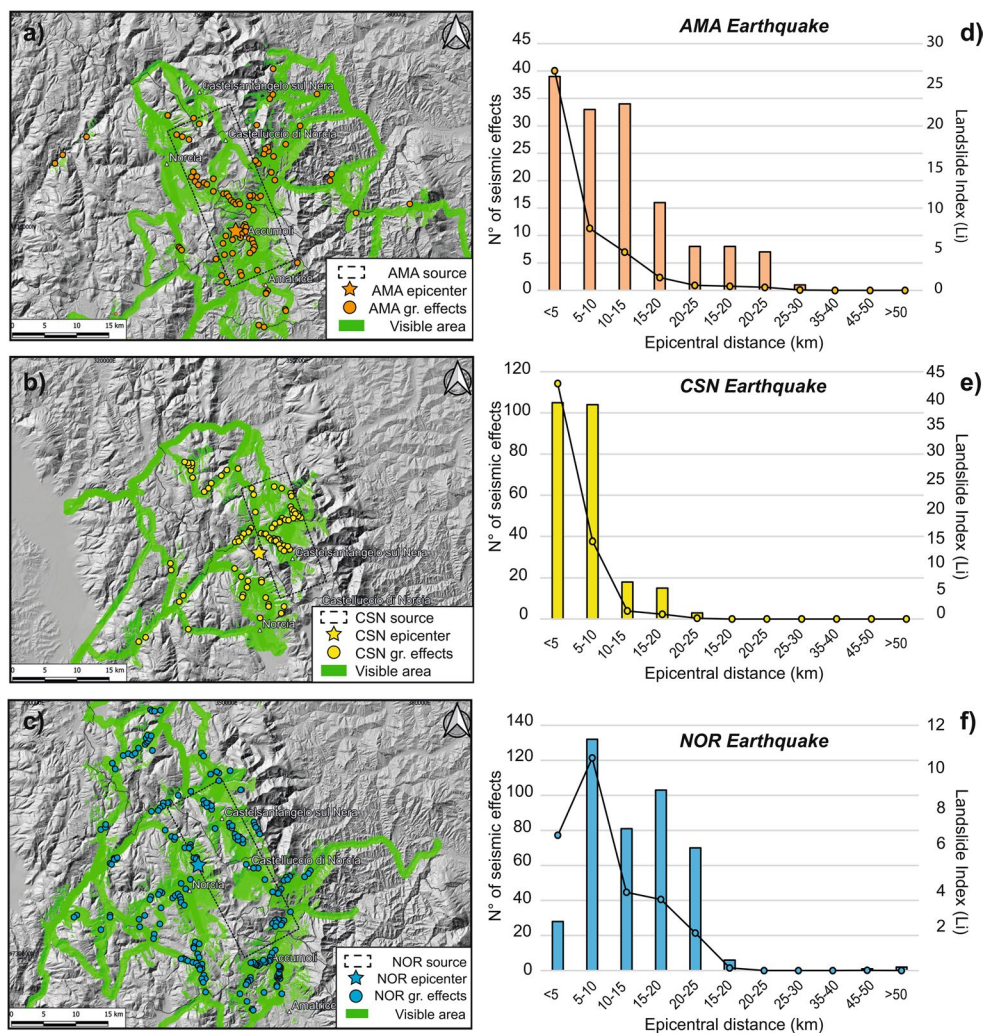 a)
Castelsantangelo sul Nera
Castelluccio di Norcia
Norcia
Accumoli
Amatrice
AMA source
AMA epicenter
AMA gr. effects
Visible area
0 5 10 15 km
AMA Earthquake
d)
N° of seismic effects
45
40
35
30
25
20
15
10
5
0
30
25
20
15
10
5
0
Landslide Index (Li)
<5 5-10 10-15 15-20 20-25 15-20 20-25 25-30 35-40 45-50 >50
Epicentral distance (km)
b)
Castelsantangelo sul Nera
Castelluccio di Norcia
Norcia
CSN source
CSN epicenter
CSN gr. effects
Visible area
0 5 10 15 km
CSN Earthquake
e)
N° of seismic effects
120
100
80
60
40
20
0
45
40
35
30
25
20
15
10
5
0
Landslide Index (Li)
<5 5-10 10-15 15-20 20-25 15-20 20-25 25-30 35-40 45-50 >50
Epicentral distance (km)
c)
Castelsantangelo sul Nera
Castelluccio di Norcia
Norcia
Accumoli
Amatrice
NOR source
NOR epicenter
NOR gr. effects
Visible area
0 5 10 15 km
NOR Earthquake
f)
N° of seismic effects
140
120
100
80
60
40
20
0
12
10
8
6
4
2
Landslide Index (Li)
<5 5-10 10-15 15-20 20-25 15-20 20-25 25-30 35-40 45-50 >50
Epicentral distance (km)